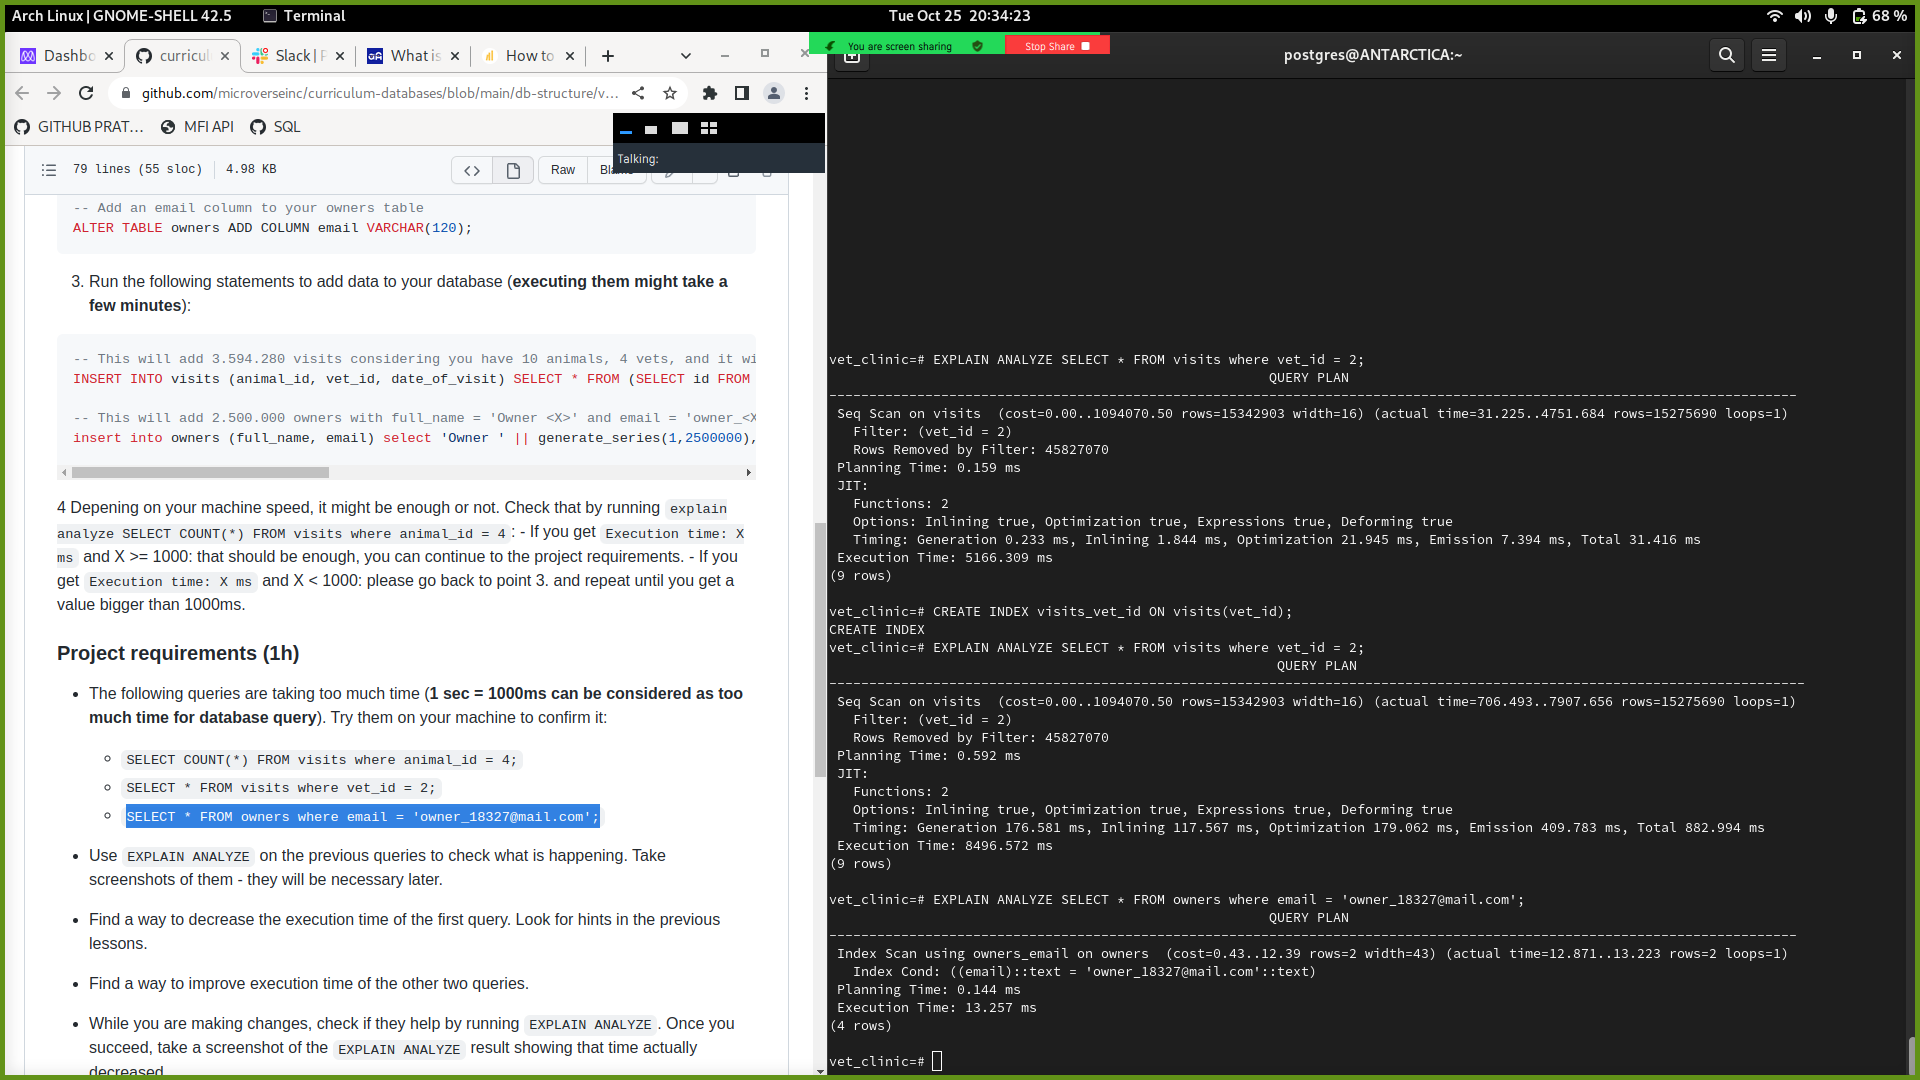 Arch Linux | GNOME-SHELL 42.5
Terminal
Tue Oct 25 20:34:23
68 %
Dashbo
curricul
Slack |
What is
How to
You are screen sharing
Stop Share
postgres@ANTARCTICA:~
github.com/microverseinc/curriculum-databases/blob/main/db-structure/v...
GITHUB PRAT...
MFI API
SQL
Talking:
79 lines (55 sloc)
4.98 KB
Raw
-- Add an email column to your owners table
ALTER TABLE owners ADD COLUMN email VARCHAR(120);
3. Run the following statements to add data to your database (executing them might take a
few minutes):
-- This will add 3.594.280 visits considering you have 10 animals, 4 vets, and it wi
INSERT INTO visits (animal_id, vet_id, date_of_visit) SELECT * FROM (SELECT id FROM
-- This will add 2.500.000 owners with full_name = 'Owner <X>' and email = 'owner_<X
insert into owners (full_name, email) select 'Owner ' || generate_series(1,2500000),
4 Depening on your machine speed, it might be enough or not. Check that by running explain
analyze SELECT COUNT(*) FROM visits where animal_id = 4 : - If you get Execution time: X
ms and X >= 1000: that should be enough, you can continue to the project requirements. - If you
get Execution time: X ms and X < 1000: please go back to point 3. and repeat until you get a
value bigger than 1000ms.
Project requirements (1h)
• The following queries are taking too much time (1 sec = 1000ms can be considered as too
much time for database query). Try them on your machine to confirm it:
SELECT COUNT(*) FROM visits where animal_id = 4;
SELECT * FROM visits where vet_id = 2;
SELECT * FROM owners where email = 'owner_18327@mail.com';
• Use EXPLAIN ANALYZE on the previous queries to check what is happening. Take
screenshots of them - they will be necessary later.
• Find a way to decrease the execution time of the first query. Look for hints in the previous
lessons.
• Find a way to improve execution time of the other two queries.
• While you are making changes, check if they help by running EXPLAIN ANALYZE . Once you
succeed, take a screenshot of the EXPLAIN ANALYZE result showing that time actually
decreased
vet_clinic=# EXPLAIN ANALYZE SELECT * FROM visits where vet_id = 2;
QUERY PLAN
Seq Scan on visits (cost=0.00..1094070.50 rows=15342903 width=16) (actual time=31.225..4751.684 rows=15275690 loops=1)
Filter: (vet_id = 2)
Rows Removed by Filter: 45827070
Planning Time: 0.159 ms
JIT:
Functions: 2
Options: Inlining true, Optimization true, Expressions true, Deforming true
Timing: Generation 0.233 ms, Inlining 1.844 ms, Optimization 21.945 ms, Emission 7.394 ms, Total 31.416 ms
Execution Time: 5166.309 ms
(9 rows)
vet_clinic=# CREATE INDEX visits_vet_id ON visits(vet_id);
CREATE INDEX
vet_clinic=# EXPLAIN ANALYZE SELECT * FROM visits where vet_id = 2;
QUERY PLAN
Seq Scan on visits (cost=0.00..1094070.50 rows=15342903 width=16) (actual time=706.493..7907.656 rows=15275690 loops=1)
Filter: (vet_id = 2)
Rows Removed by Filter: 45827070
Planning Time: 0.592 ms
JIT:
Functions: 2
Options: Inlining true, Optimization true, Expressions true, Deforming true
Timing: Generation 176.581 ms, Inlining 117.567 ms, Optimization 179.062 ms, Emission 409.783 ms, Total 882.994 ms
Execution Time: 8496.572 ms
(9 rows)
vet_clinic=# EXPLAIN ANALYZE SELECT * FROM owners where email = 'owner_18327@mail.com';
QUERY PLAN
Index Scan using owners_email on owners (cost=0.43..12.39 rows=2 width=43) (actual time=12.871..13.223 rows=2 loops=1)
Index Cond: ((email)::text = 'owner_18327@mail.com'::text)
Planning Time: 0.144 ms
Execution Time: 13.257 ms
(4 rows)
vet_clinic=#